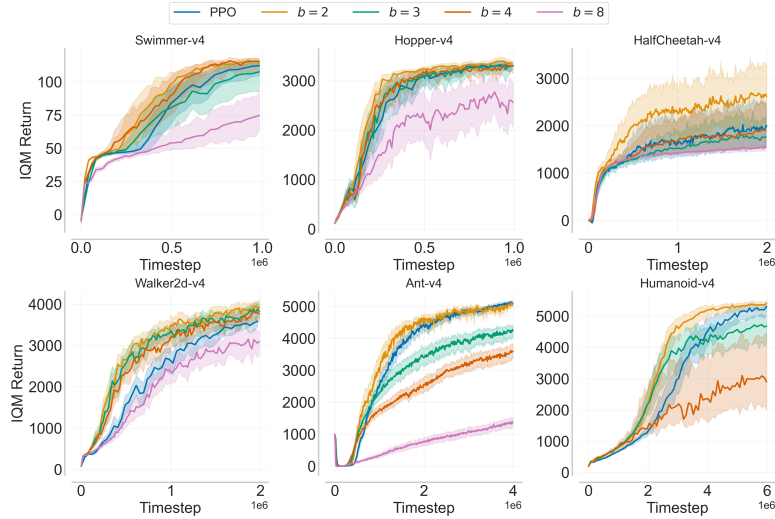 PPO b = 2 b = 3 b = 4 b = 8
Swimmer-v4 Hopper-v4 HalfCheetah-v4
IQM Return
100
75
50
25
0
0.0 0.5 1.0
1e6
Timestep
3000
2000
1000
0
0.0 0.5 1.0
1e6
Timestep
3000
2000
1000
0
0 1 2
1e6
Timestep
Walker2d-v4 Ant-v4 Humanoid-v4
IQM Return
4000
3000
2000
1000
0
0 1 2
1e6
Timestep
5000
4000
3000
2000
1000
0
0 2 4
1e6
Timestep
5000
4000
3000
2000
1000
0
0 2 4 6
1e6
Timestep